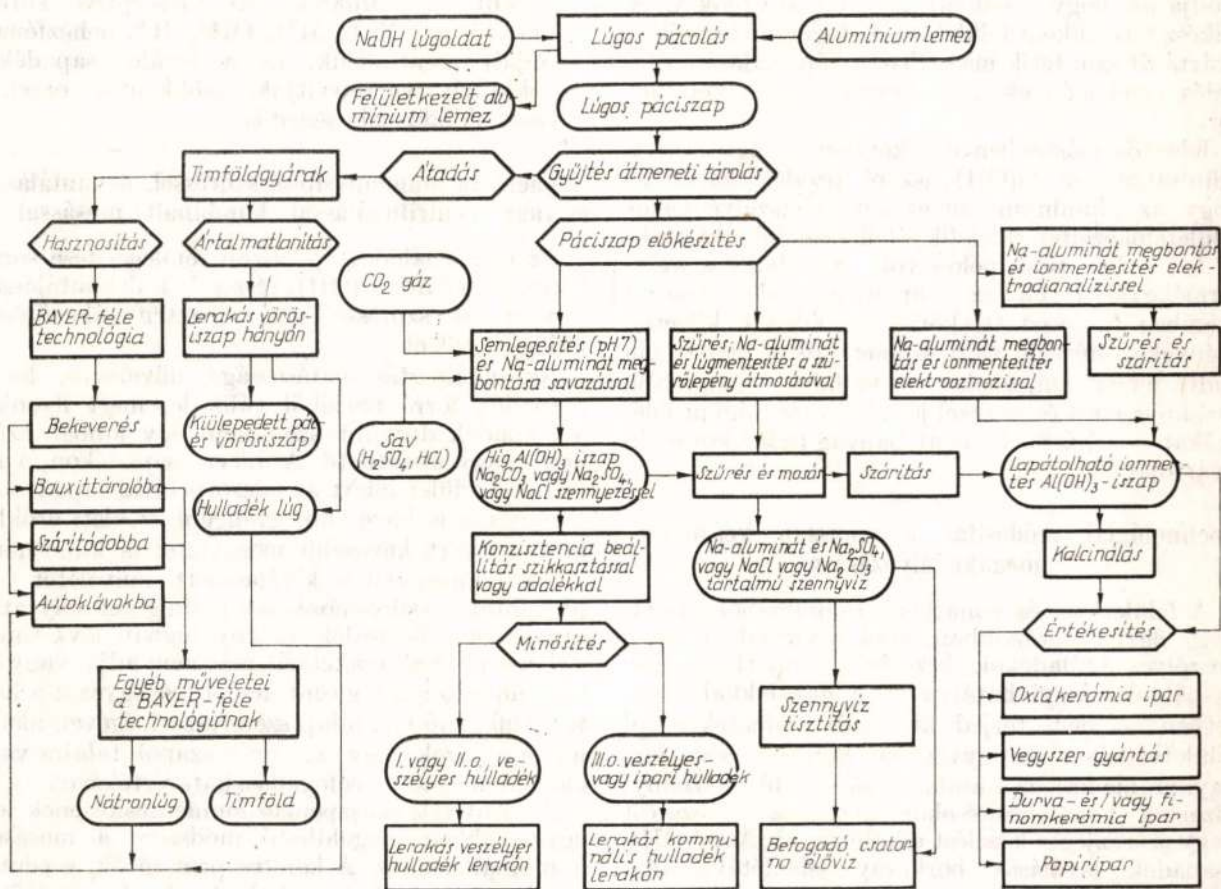 NaOH lúgoldat
Lúgos pácolás
Alumínium lemez
Felületkezelt alu-
mínium lemez
Lúgos páciszap
Timföldgyárak
Átadás
Gyűjtés átmeneti tárolás
Hasznosítás
Ártalmatlanítás
Páciszap előkészítés
Na-aluminát megbontás
és ionmentesítés elek-
trodialízissel
CO2 gáz
BAYER-féle
technológia
Lerakás vörös-
iszap hányón
Semlegesítés (pH7)
és Na-aluminát meg-
bontása savazással
Szűrés; Na-aluminát
és lúgmentesítés a szű-
rőlepény átmosásával
Na-aluminát megbon-
tás és ionmentesítés
elektroozmózissal
Szűrés és
szárítás
Bekeverés
Kiülepedett pác
és vörösiszap
Sav
(H2SO4, HCl)
Híg Al(OH)3 iszap
Na2CO3 vagy Na2SO4,
vagy NaCl szennyezéssel
Szűrés és mosás
Szárítás
Lapátolható ionmen-
tes Al(OH)3-iszap
Bauxittárolóba
Hulladék lúg
Szárítódobba
Konzisztencia beál-
lítás szikkasztással
vagy adalékkal
Na-aluminát és Na2SO4,
vagy NaCl vagy Na2CO3
tartalmú szennyvíz
Kalcinálás
Autoklávokba
Minősítés
Értékesítés
Egyéb műveletei
a BAYER-féle
technológiának
Szennyvíz
tisztítás
Oxidkerámia ipar
I. vagy II.o., ve-
szélyes hulladék
III.o. veszélyes-
vagy ipari hulladék
Vegyszer gyártás
Nátronlúg
Timföld
Durva- és/vagy fi-
nomkerámia ipar
Lerakás veszélyes
hulladék lerakón
Lerakás kommu-
nális hulladék
lerakón
Befogadó csator-
na élővíz
Papíripar